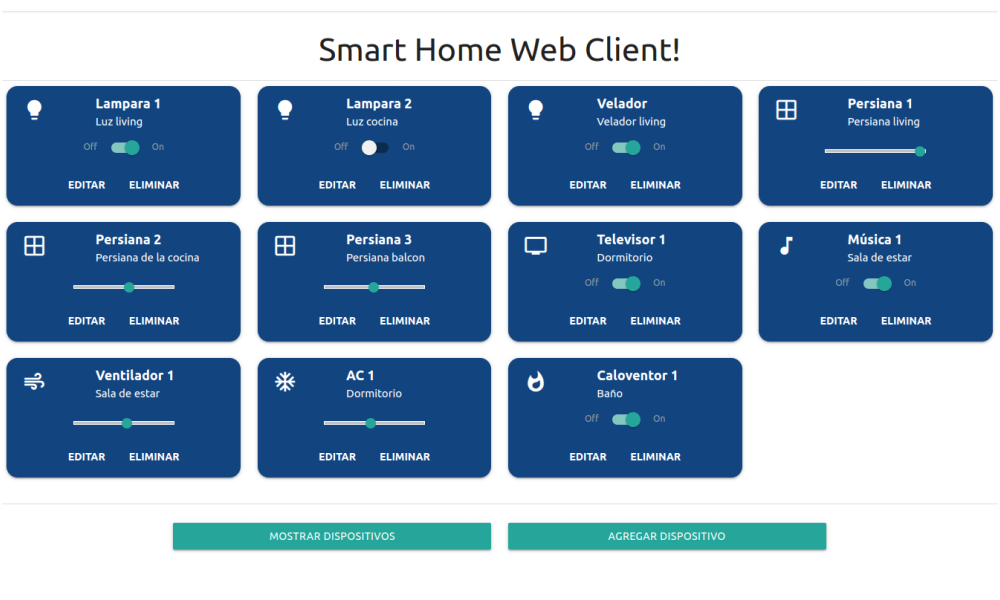 Smart Home Web Client!
Lampara 1
Luz living
Off On
EDITAR ELIMINAR
Lampara 2
Luz cocina
Off On
EDITAR ELIMINAR
Velador
Velador living
Off On
EDITAR ELIMINAR
Persiana 1
Persiana living
EDITAR ELIMINAR
Persiana 2
Persiana de la cocina
EDITAR ELIMINAR
Persiana 3
Persiana balcon
EDITAR ELIMINAR
Televisor 1
Dormitorio
Off On
EDITAR ELIMINAR
Música 1
Sala de estar
Off On
EDITAR ELIMINAR
Ventilador 1
Sala de estar
EDITAR ELIMINAR
AC 1
Dormitorio
EDITAR ELIMINAR
Caloventor 1
Baño
Off On
EDITAR ELIMINAR
MOSTRAR DISPOSITIVOS
AGREGAR DISPOSITIVO